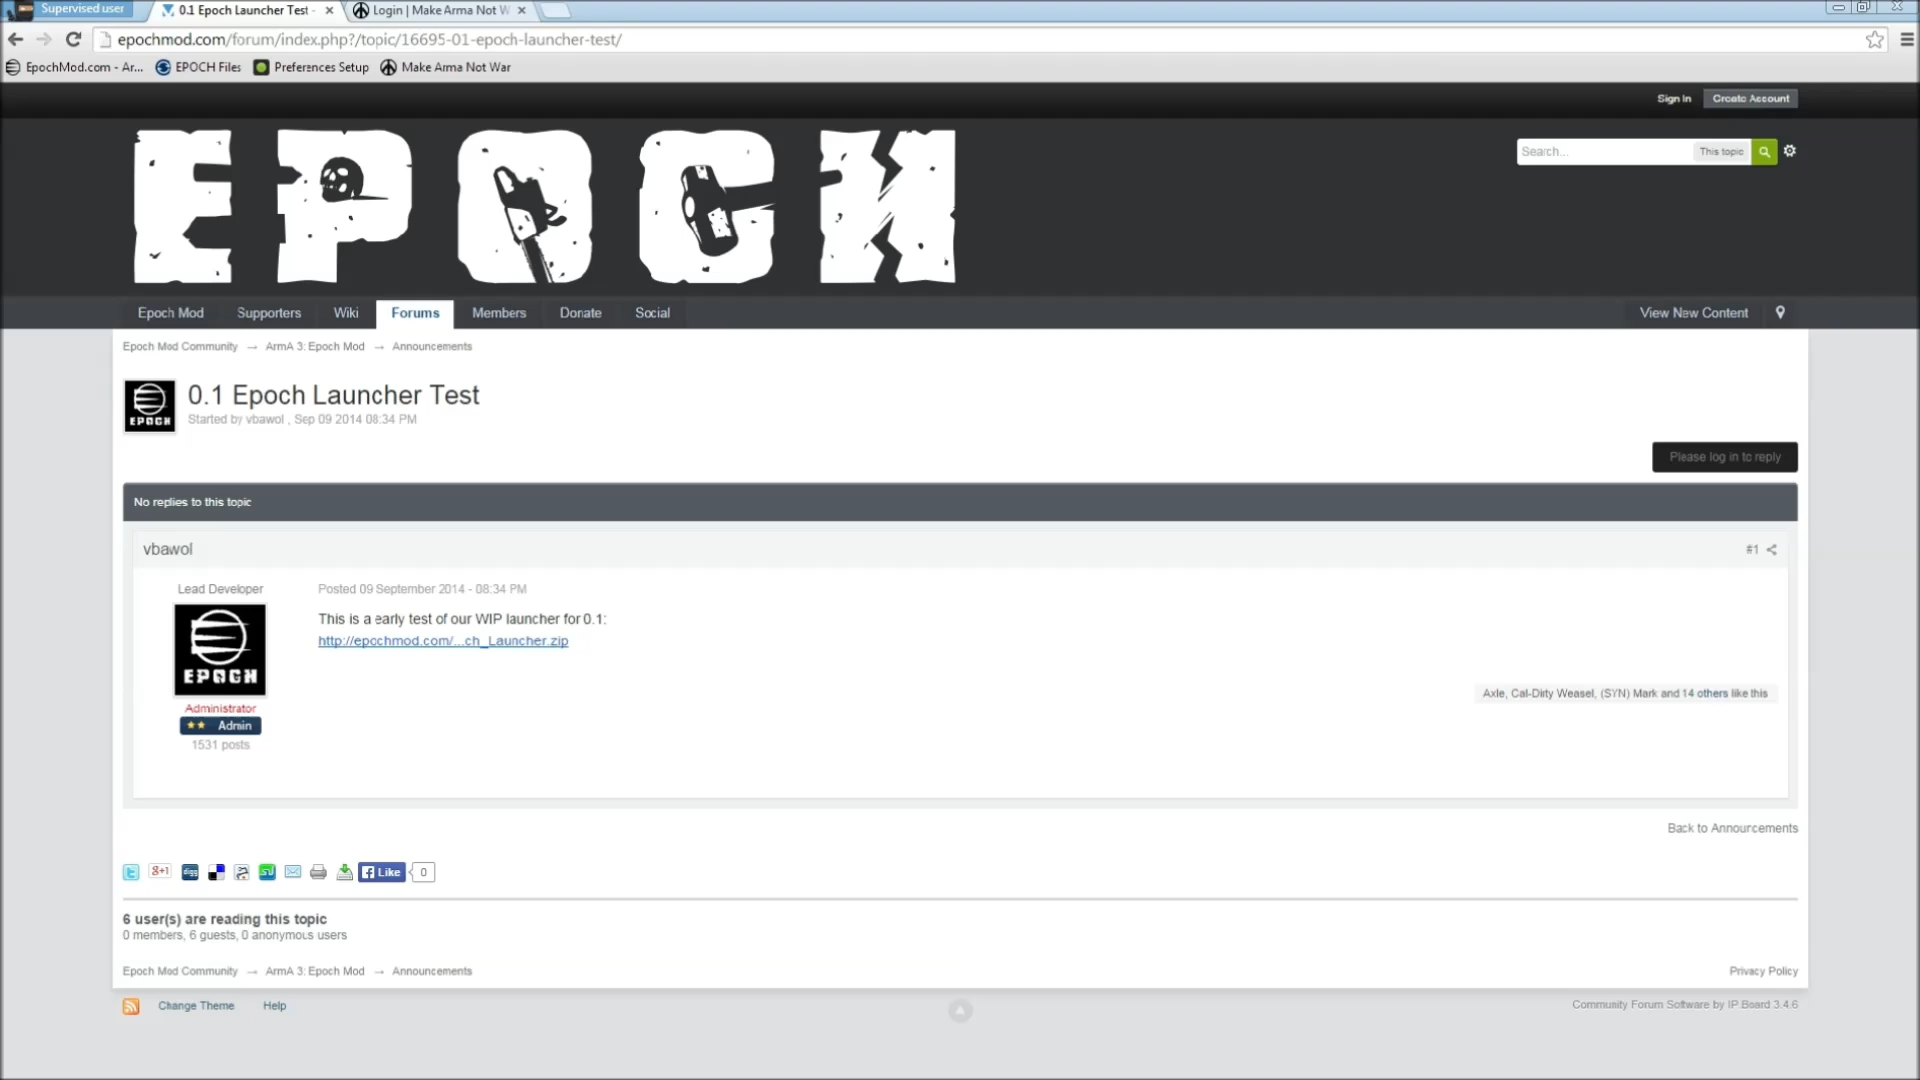 Supervised user
0.1 Epoch Launcher Test -
Login | Make Arma Not W
epochmod.com/forum/index.php?/topic/16695-01-epoch-launcher-test/
EpochMod.com - Ar...
EPOCH Files
Preferences Setup
Make Arma Not War
Sign In
Create Account
EPOCH
Search...
This topic
Epoch Mod
Supporters
Wiki
Forums
Members
Donate
Social
View New Content
Epoch Mod Community → ArmA 3: Epoch Mod → Announcements
EPOCH
0.1 Epoch Launcher Test
Started by vbawol , Sep 09 2014 08:34 PM
Please log in to reply
No replies to this topic
vbawol
#1
Lead Developer
Posted 09 September 2014 - 08:34 PM
This is a early test of our WIP launcher for 0.1:
http://epochmod.com/...ch_Launcher.zip
EPOCH
Axle, Cal-Dirty Weasel, (SYN) Mark and 14 others like this
Administrator
Admin
1531 posts
Back to Announcements
g+1
digg
Like
0
6 user(s) are reading this topic
0 members, 6 guests, 0 anonymous users
Epoch Mod Community → ArmA 3: Epoch Mod → Announcements
Privacy Policy
Change Theme
Help
Community Forum Software by IP.Board 3.4.6